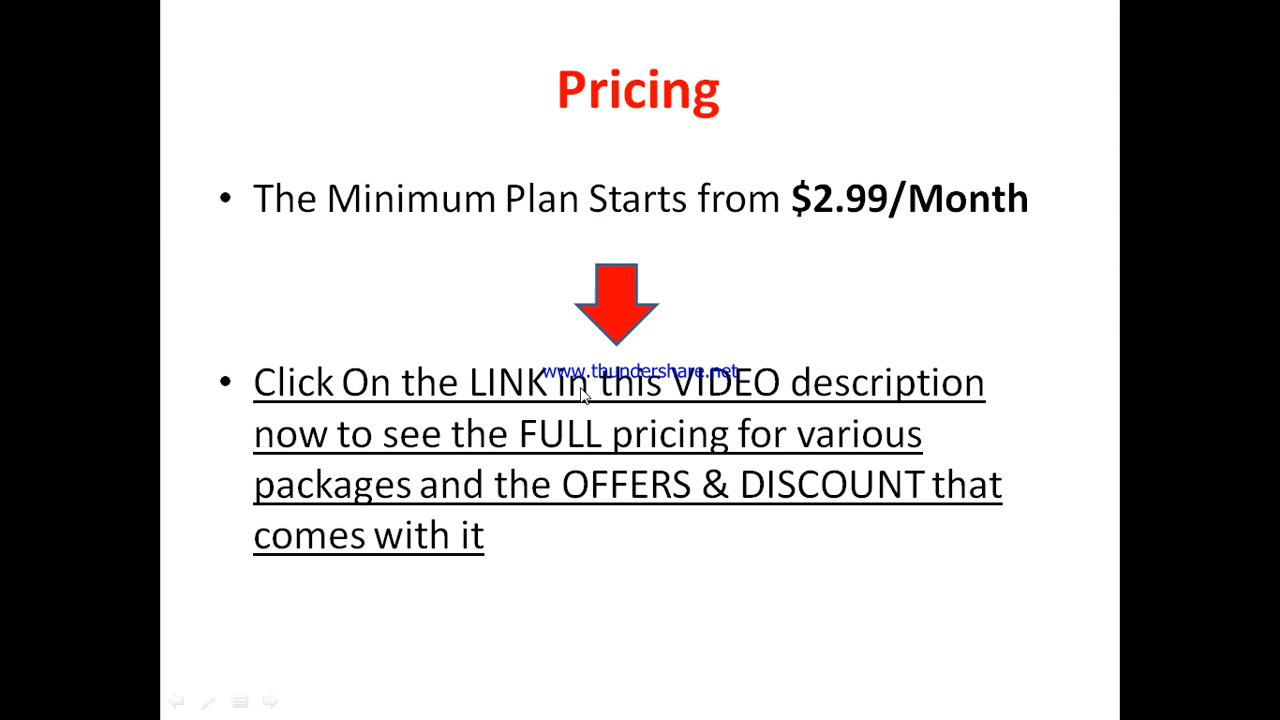 Pricing
• The Minimum Plan Starts from $2.99/Month
www.thundershare.net
• Click On the LINK in this VIDEO description
now to see the FULL pricing for various
packages and the OFFERS & DISCOUNT that
comes with it